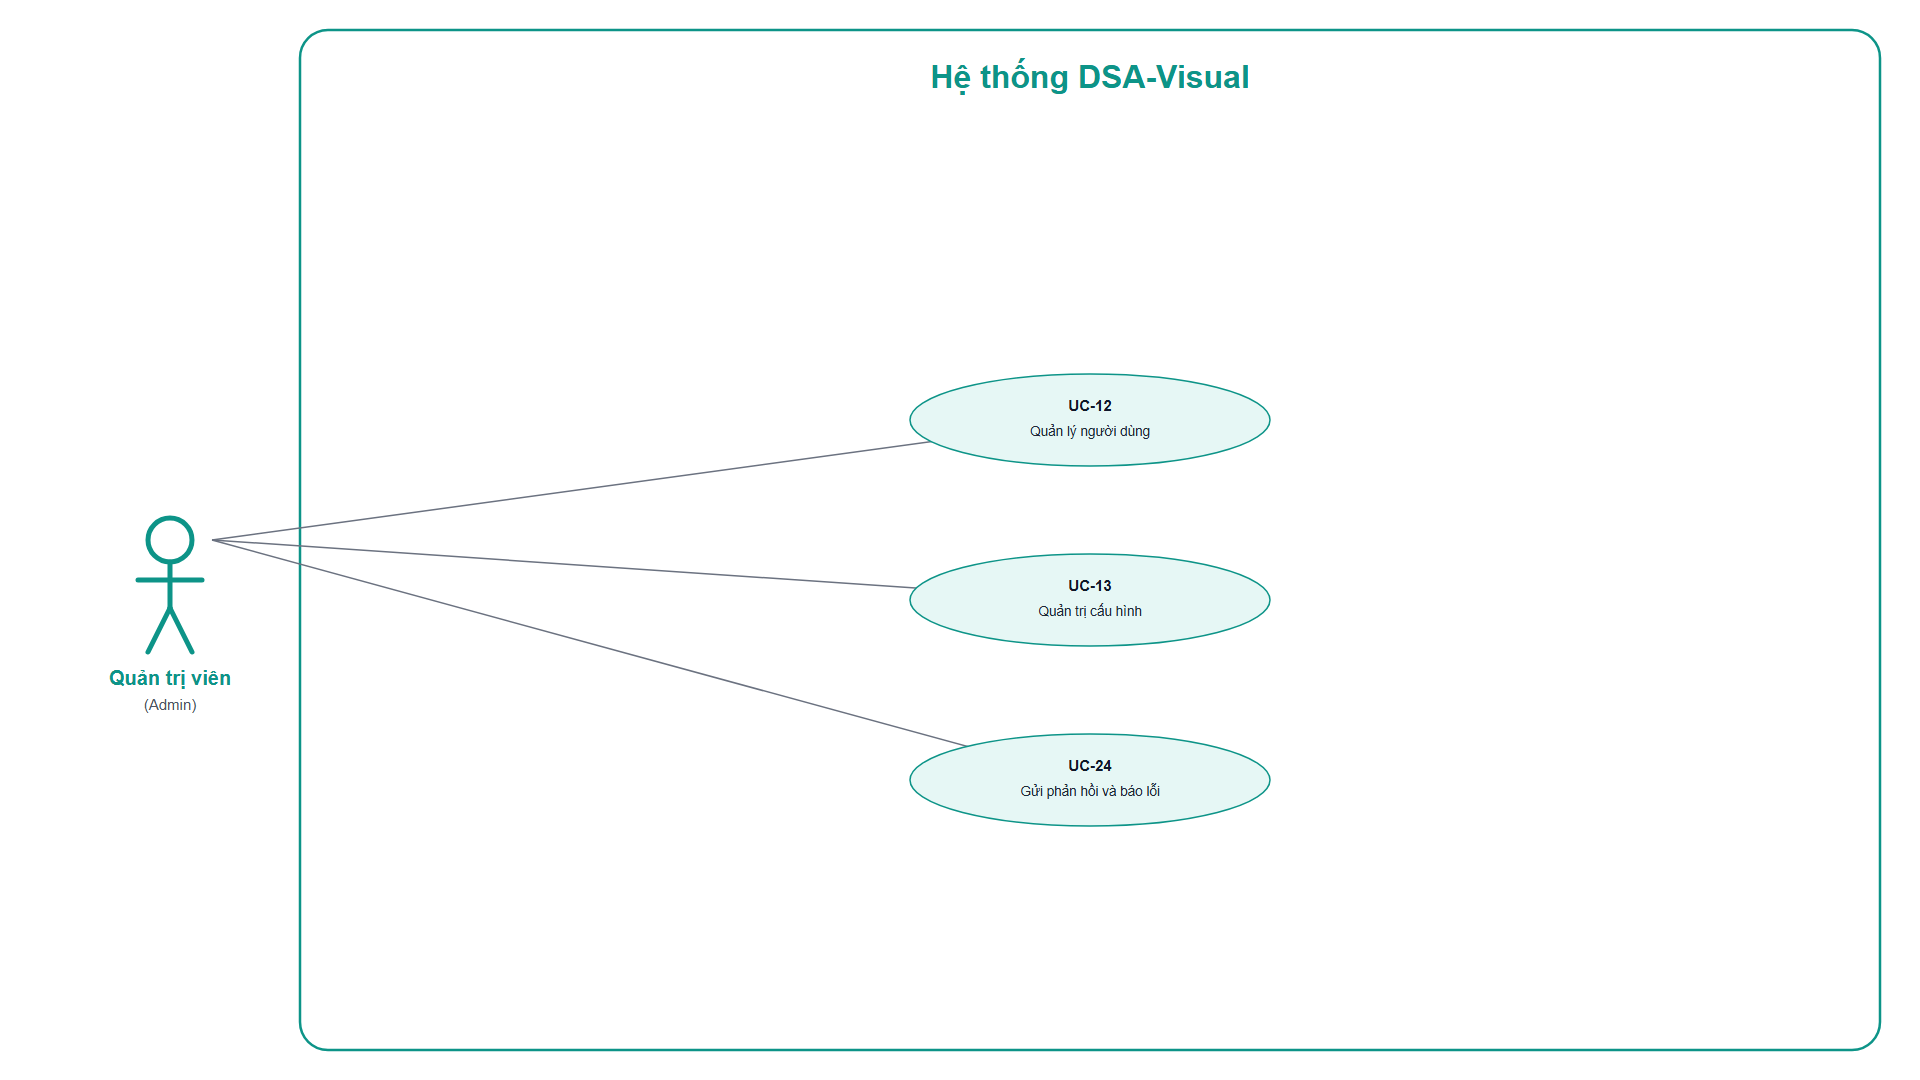 Hệ thống DSA-Visual
UC-12
Quản lý người dùng
UC-13
Quản trị cấu hình
Quản trị viên
(Admin)
UC-24
Gửi phản hồi và báo lỗi